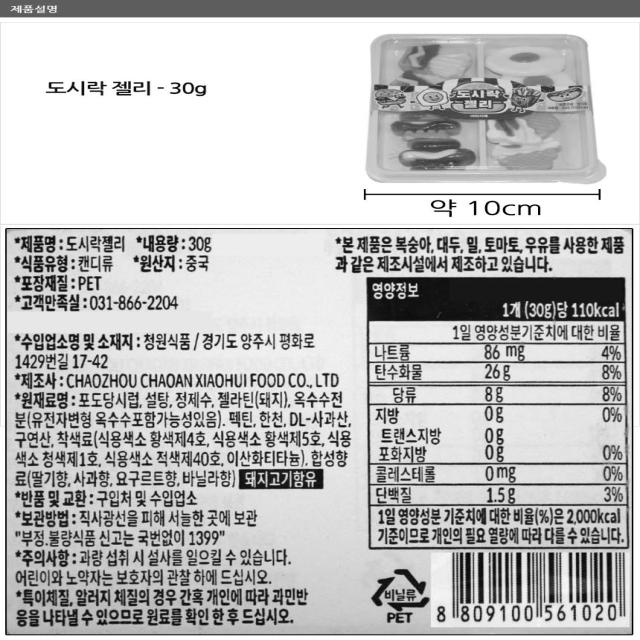 제품설명
도시락 젤리 - 30g
도시락
젤리
약 10cm
*제품명 : 도시락젤리 *내용량 : 30g
*식품유형 : 캔디류 *원산지 : 중국
*포장재질 : PET
*고객만족실 : 031-866-2204
*수입업소명 및 소재지 : 청원식품 / 경기도 양주시 평화로
1429번길 17-42
*제조사 : CHAOZHOU CHAOAN XIAOHUI FOOD CO., LTD
*원재료명 : 포도당시럽, 설탕, 정제수, 젤라틴(돼지), 옥수수전
분(유전자변형 옥수수포함가능성있음). 펙틴, 한천, DL-사과산,
구연산, 착색료(식용색소 황색제4호, 식용색소 황색제5호, 식용
색소 청색제1호, 식용색소 적색제40호, 이산화티타늄), 합성향
료(딸기향, 사과향, 요구르트향, 바닐라향) 돼지고기함유
*반품 및 교환 : 구입처 및 수입업소
*보관방법 : 직사광선을 피해 서늘한 곳에 보관
"부정.불량식품 신고는 국번없이 1399"
*주의사항 : 과량 섭취 시 설사를 일으킬 수 있습니다.
어린이와 노약자는 보호자의 관찰 하에 드십시오.
*특이체질, 알러지 체질의 경우 간혹 개인에 따라 과민반
응을 나타낼 수 있으므로 원료를 확인 한 후 드십시오.
*본 제품은 복숭아, 대두, 밀, 토마토, 우유를 사용한 제품
과 같은 제조시설에서 제조하고 있습니다.
영양정보
1개 (30g)당 110kcal
1일 영양성분기준치에 대한 비율
나트륨 86 mg 4%
탄수화물 26 g 8%
당류 8 g 8%
지방 0 g 0%
트랜스지방 0 g
포화지방 0 g 0%
콜레스테롤 0 mg 0%
단백질 1.5 g 3%
1일 영양성분 기준치에 대한 비율(%)은 2,000kcal
기준이므로 개인의 필요 열량에 따라 다를 수 있습니다.
비닐류
PET
8 809100 561020